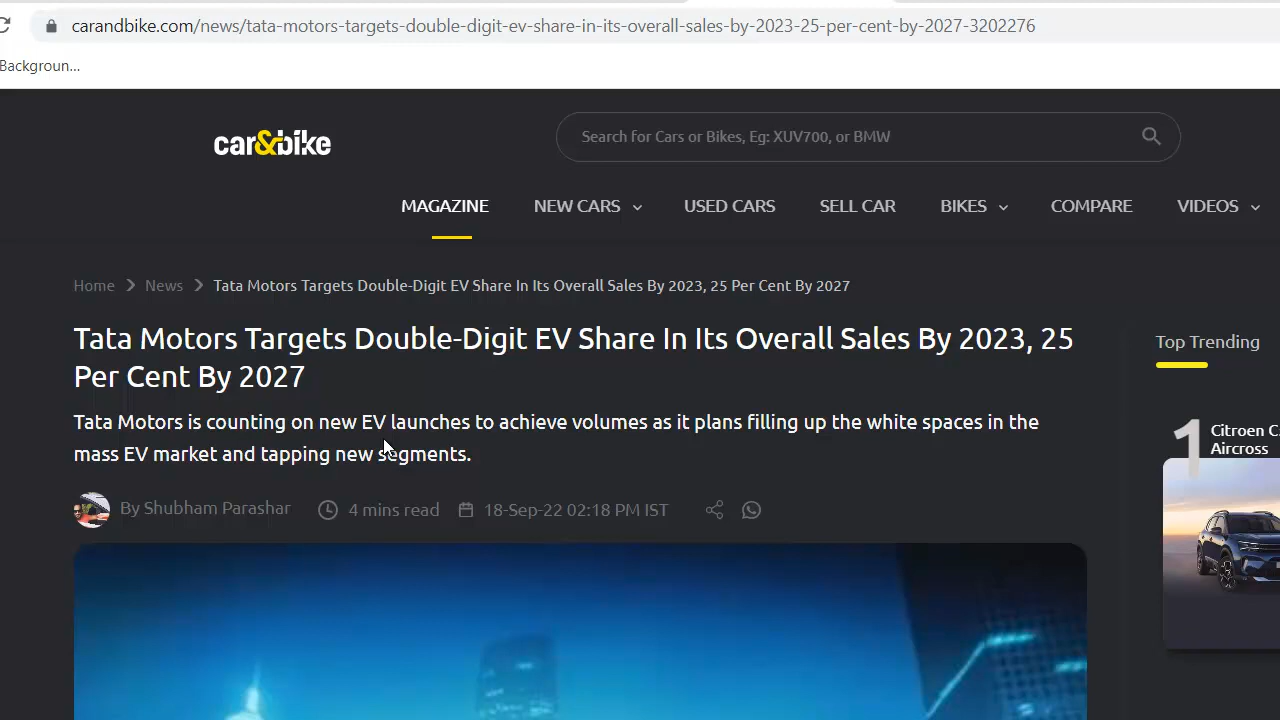 carandbike.com/news/tata-motors-targets-double-digit-ev-share-in-its-overall-sales-by-2023-25-per-cent-by-2027-3202276
Backgroun...
car&bike
Search for Cars or Bikes, Eg: XUV700, or BMW
MAGAZINE NEW CARS USED CARS SELL CAR BIKES COMPARE VIDEOS
Home > News > Tata Motors Targets Double-Digit EV Share In Its Overall Sales By 2023, 25 Per Cent By 2027
Tata Motors Targets Double-Digit EV Share In Its Overall Sales By 2023, 25
Per Cent By 2027
Tata Motors is counting on new EV launches to achieve volumes as it plans filling up the white spaces in the
mass EV market and tapping new segments.
By Shubham Parashar 4 mins read 18-Sep-22 02:18 PM IST
Top Trending
1
Citroen C
Aircross